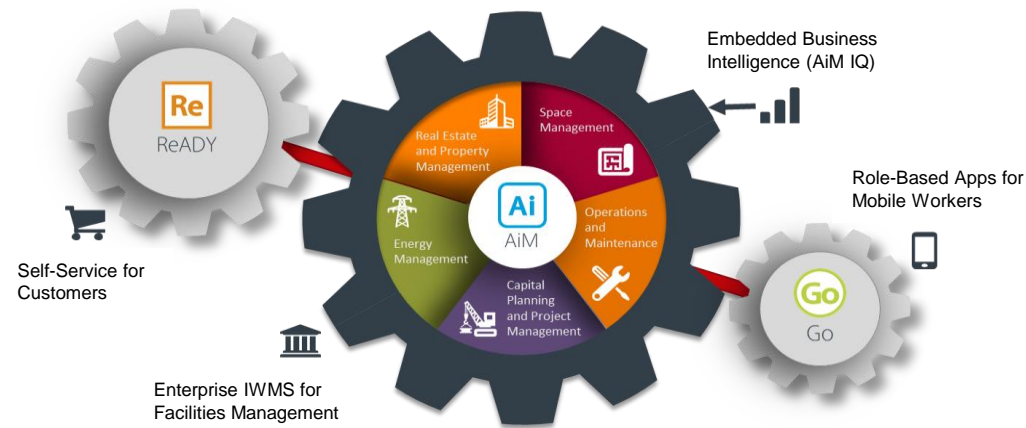 Embedded Business
Intelligence (AiM IQ)
Re
ReADY
Real Estate
and Property
Management
Space
Management
Ai
AiM
Operations
and
Maintenance
Energy
Management
Capital
Planning
and Project
Management
Role-Based Apps for
Mobile Workers
Go
Go
Self-Service for
Customers
Enterprise IWMS for
Facilities Management